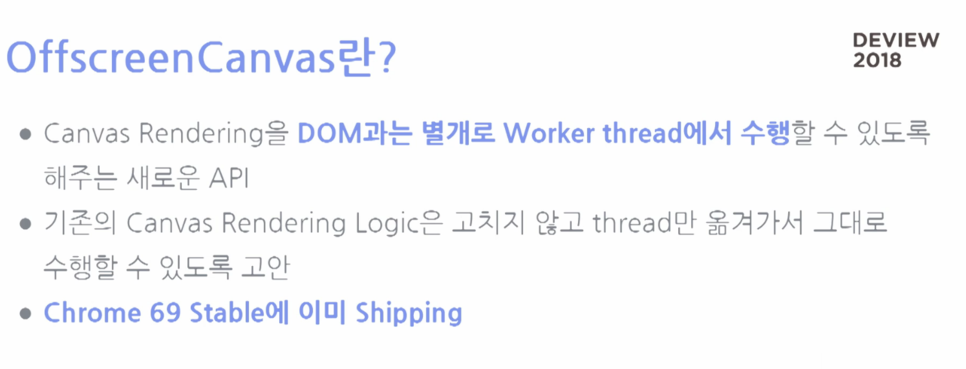 OffscreenCanvas란?
DEVIEW
2018
● Canvas Rendering을 DOM과는 별개로 Worker thread에서 수행할 수 있도록
해주는 새로운 API
● 기존의 Canvas Rendering Logic은 고치지 않고 thread만 옮겨가서 그대로
수행할 수 있도록 고안
● Chrome 69 Stable에 이미 Shipping